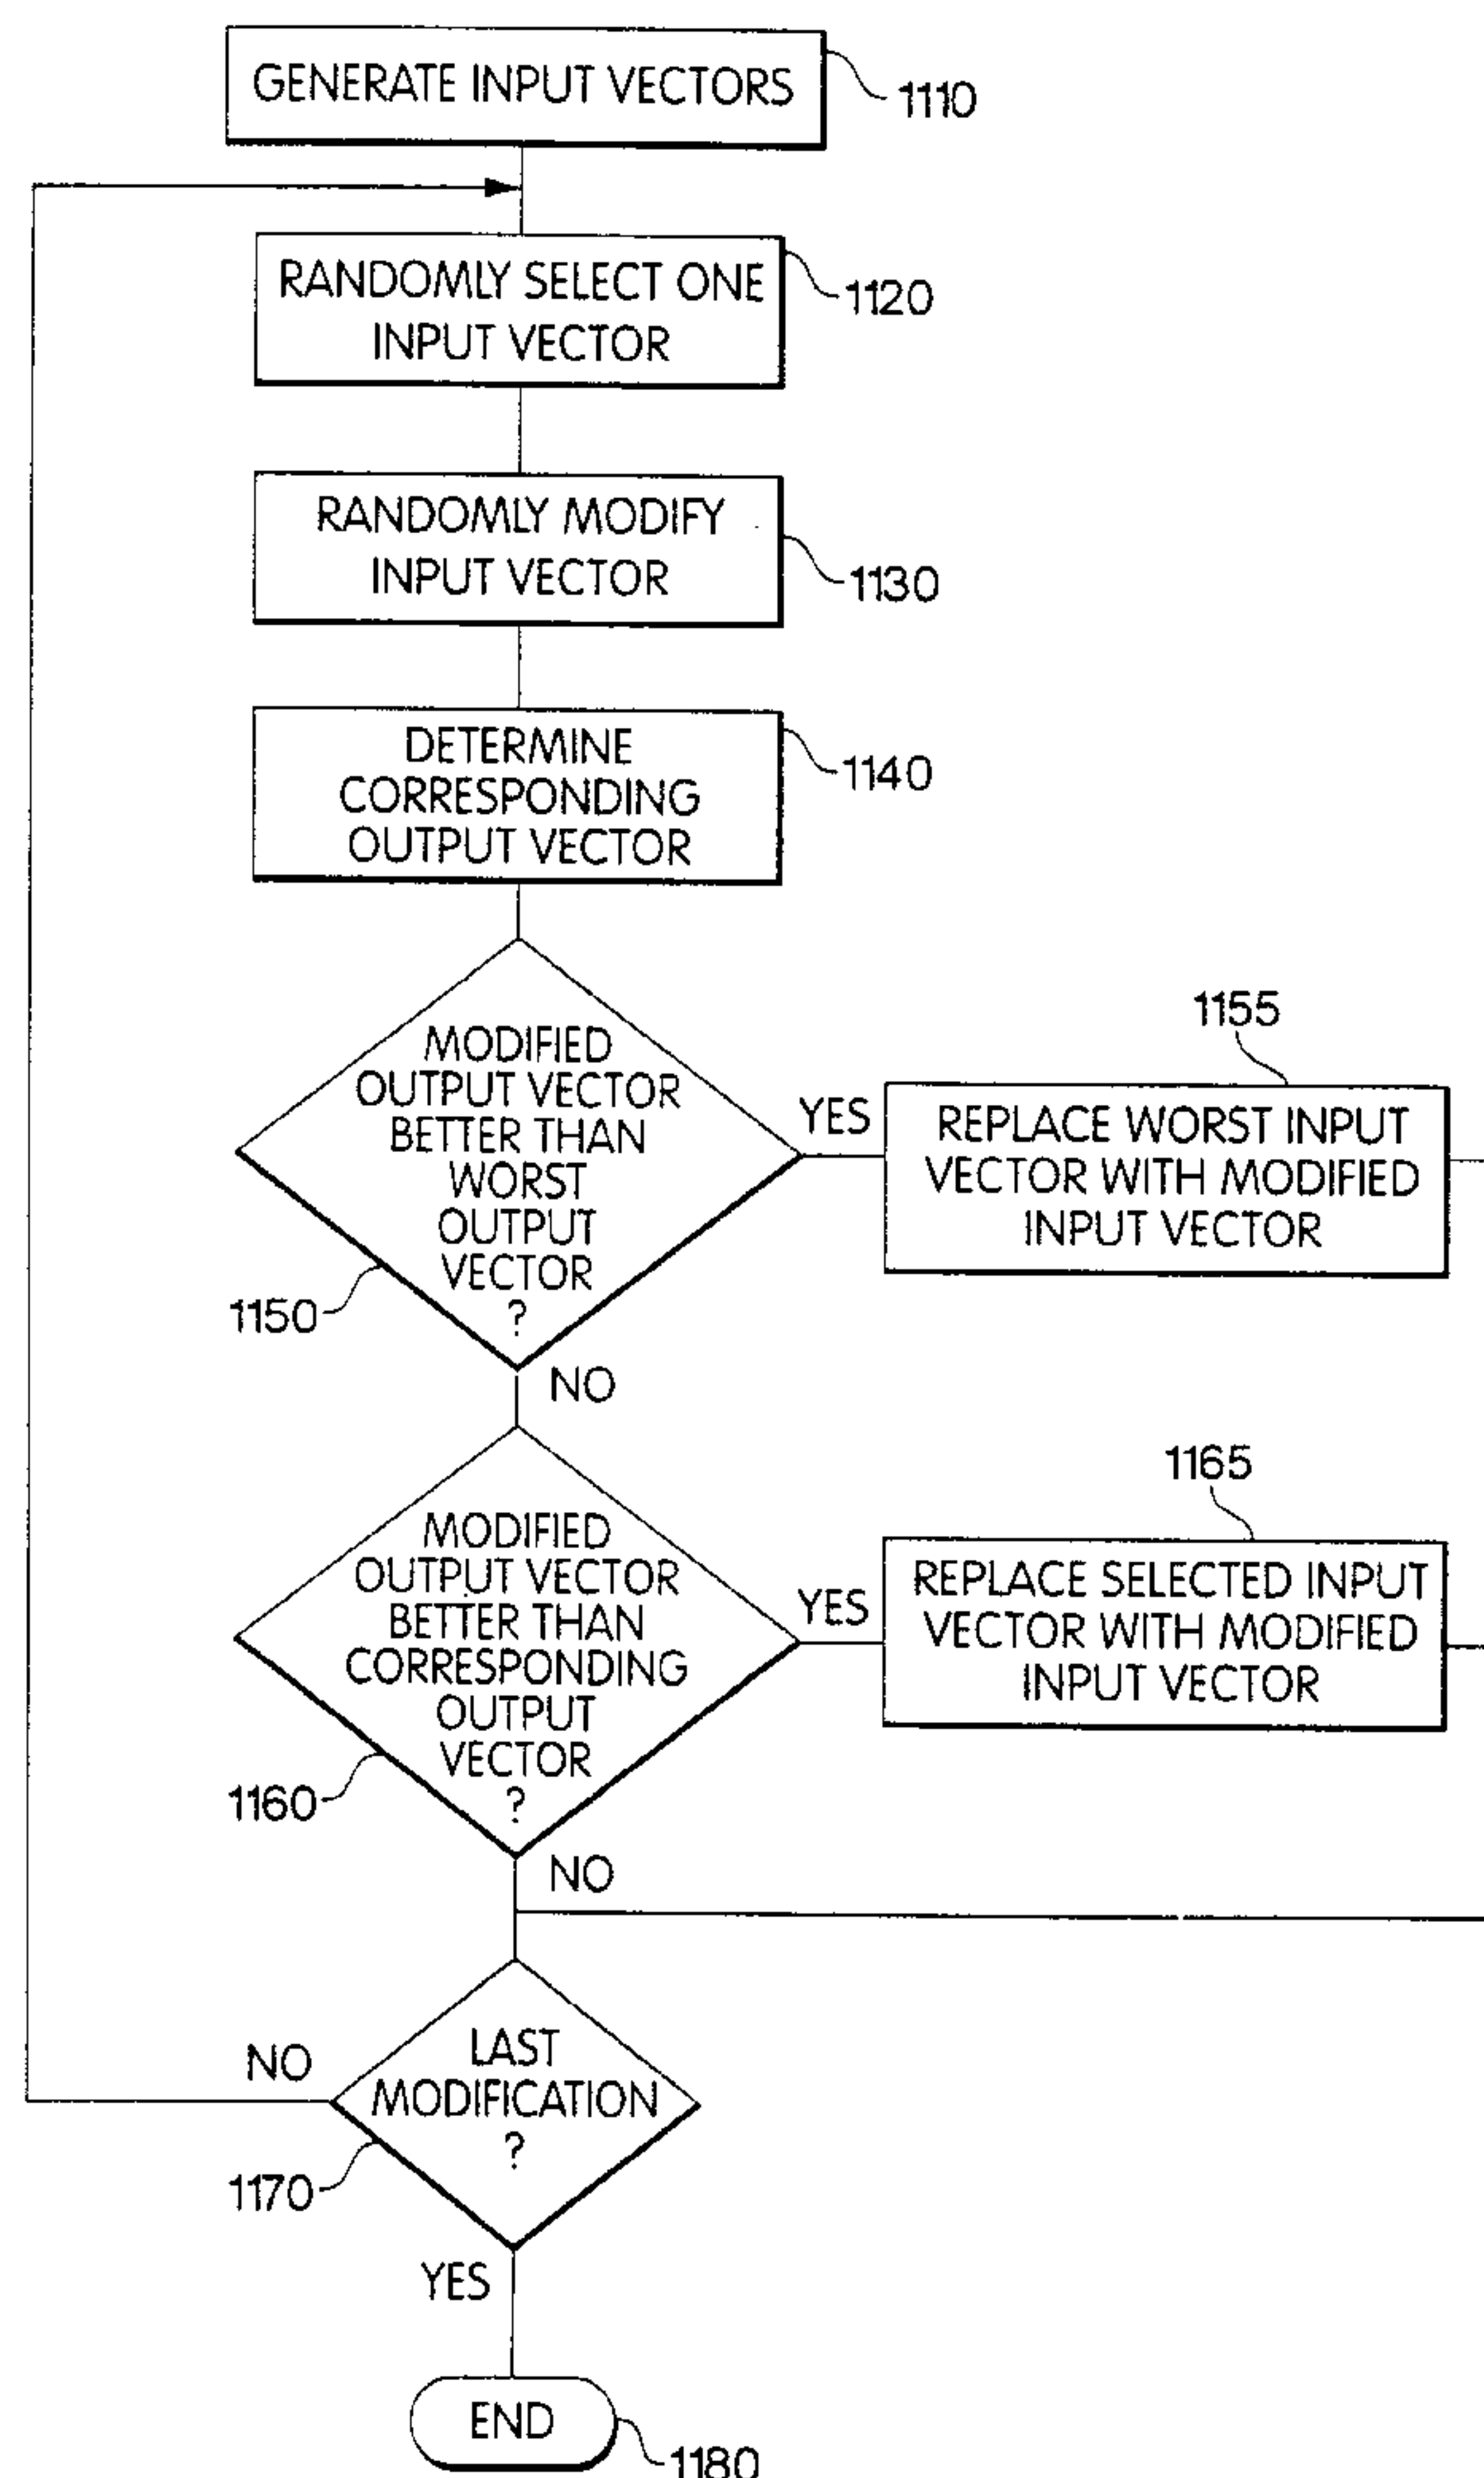 GENERATE INPUT VECTORS
1110
RANDOMLY SELECT ONE
INPUT VECTOR
1120
RANDOMLY MODIFY
INPUT VECTOR
1130
DETERMINE
CORRESPONDING
OUTPUT VECTOR
1140
MODIFIED
OUTPUT VECTOR
BETTER THAN
WORST
OUTPUT
VECTOR
?
1150
YES
NO
1155
REPLACE WORST INPUT
VECTOR WITH MODIFIED
INPUT VECTOR
MODIFIED
OUTPUT VECTOR
BETTER THAN
CORRESPONDING
OUTPUT
VECTOR
?
1160
YES
NO
1165
REPLACE SELECTED INPUT
VECTOR WITH MODIFIED
INPUT VECTOR
LAST
MODIFICATION
?
NO
1170
YES
END
1180